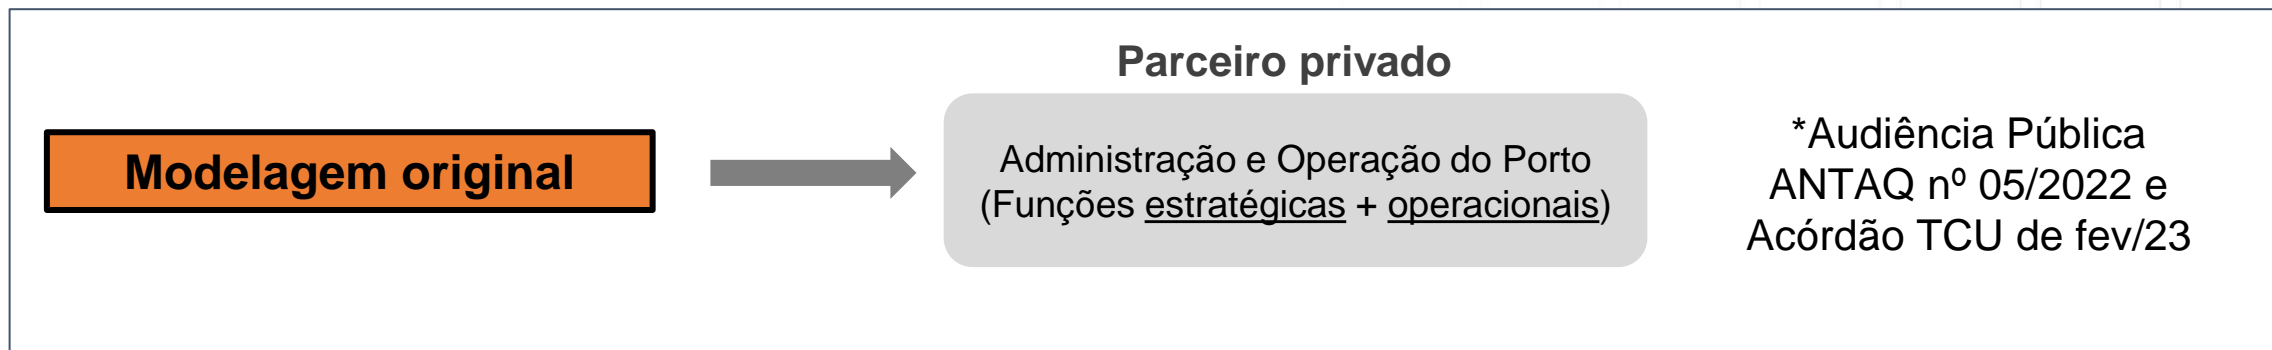 Parceiro privado
Modelagem original
Administração e Operação do Porto
(Funções estratégicas + operacionais)
*Audiência Pública
ANTAQ nº 05/2022 e
Acórdão TCU de fev/23